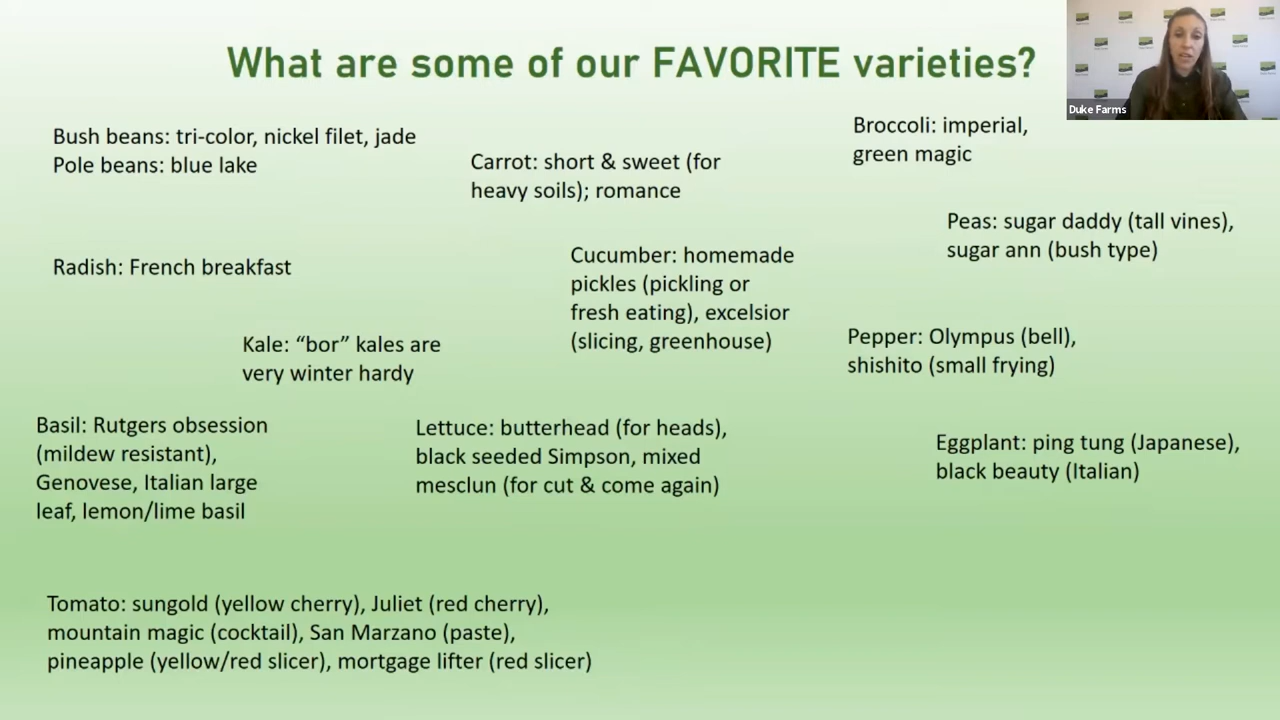 What are some of our FAVORITE varieties?
Duke Farms
Bush beans: tri-color, nickel filet, jade
Pole beans: blue lake
Carrot: short & sweet (for
heavy soils); romance
Broccoli: imperial,
green magic
Peas: sugar daddy (tall vines),
sugar ann (bush type)
Radish: French breakfast
Cucumber: homemade
pickles (pickling or
fresh eating), excelsior
(slicing, greenhouse)
Kale: “bor” kales are
very winter hardy
Pepper: Olympus (bell),
shishito (small frying)
Basil: Rutgers obsession
(mildew resistant),
Genovese, Italian large
leaf, lemon/lime basil
Lettuce: butterhead (for heads),
black seeded Simpson, mixed
mesclun (for cut & come again)
Eggplant: ping tung (Japanese),
black beauty (Italian)
Tomato: sungold (yellow cherry), Juliet (red cherry),
mountain magic (cocktail), San Marzano (paste),
pineapple (yellow/red slicer), mortgage lifter (red slicer)